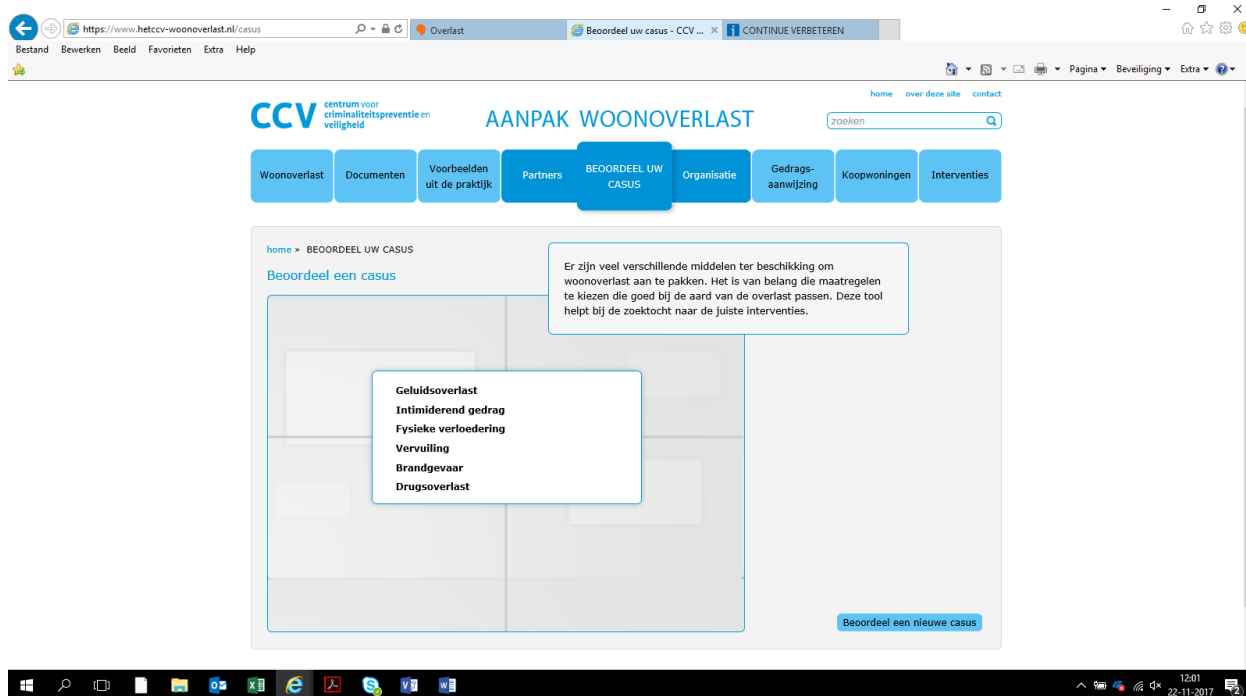 https://www.hetccv-woonoverlast.nl/casus
Overlast
Beoordeel uw casus - CCV ...
CONTINUE VERBETEREN
Bestand Bewerken Beeld Favorieten Extra Help
Pagina Beveiliging Extra
home over deze site contact
CCV centrum voor
criminaliteitspreventie en
veiligheid
AANPAK WOONOVERLAST
zoeken
Woonoverlast
Documenten
Voorbeelden
uit de praktijk
Partners
BEOORDEEL UW
CASUS
Organisatie
Gedrags-
aanwijzing
Koopwoningen
Interventies
home » BEOORDEEL UW CASUS
Beoordeel een casus
Er zijn veel verschillende middelen ter beschikking om
woonoverlast aan te pakken. Het is van belang die maatregelen
te kiezen die goed bij de aard van de overlast passen. Deze tool
helpt bij de zoektocht naar de juiste interventies.
Geluidsoverlast
Intimiderend gedrag
Fysieke verloedering
Vervuiling
Brandgevaar
Drugsoverlast
Beoordeel een nieuwe casus
12:01
22-11-2017